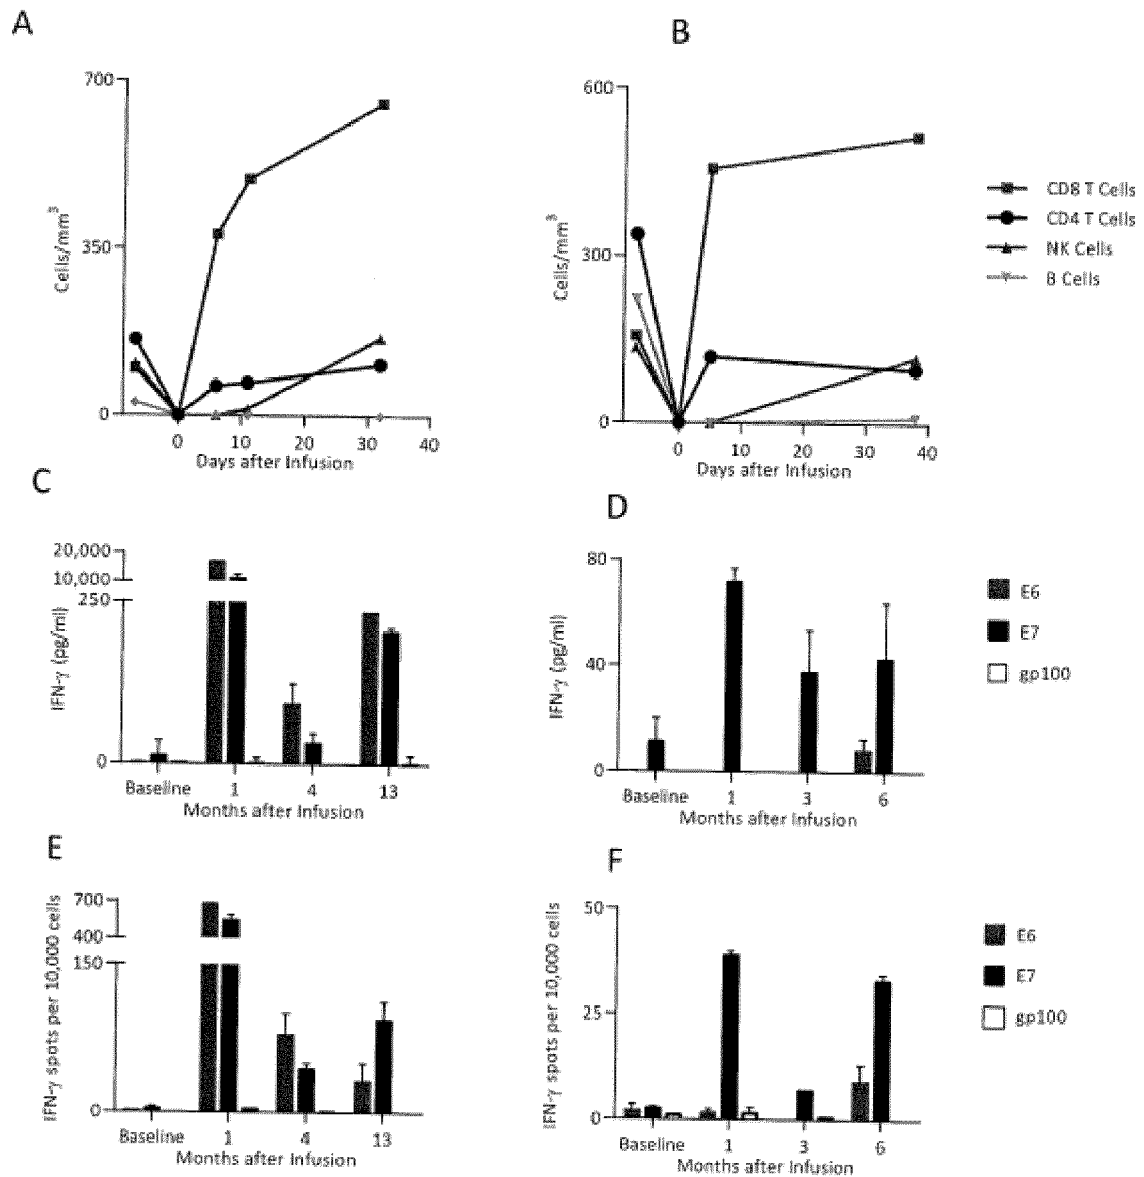 A
B
700
350
0
Cells/mm³
0 10 20 30 40
Days after Infusion
600
300
0
Cells/mm³
0 10 20 30 40
Days after Infusion
CD8 T Cells
CD4 T Cells
NK Cells
B Cells
C
D
20,000
10,000
250
0
IFN-γ (pg/ml)
Baseline 1 4 13
Months after Infusion
80
40
0
IFN-γ (pg/ml)
Baseline 1 3 6
Months after Infusion
E6
E7
gp100
E
F
700
400
150
0
IFN-γ spots per 10,000 cells
Baseline 1 4 13
Months after Infusion
50
25
0
IFN-γ spots per 10,000 cells
Baseline 1 3 6
Months after Infusion
E6
E7
gp100